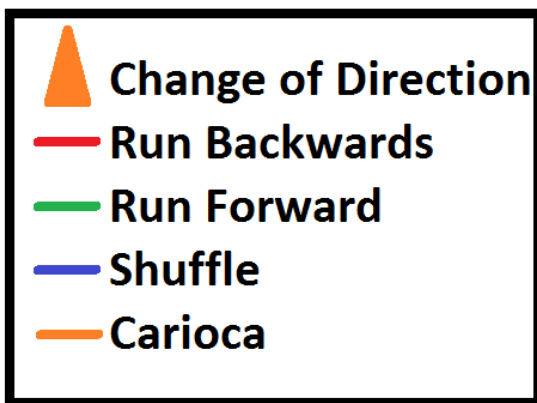 Change of Direction
Run Backwards
Run Forward
Shuffle
Carioca